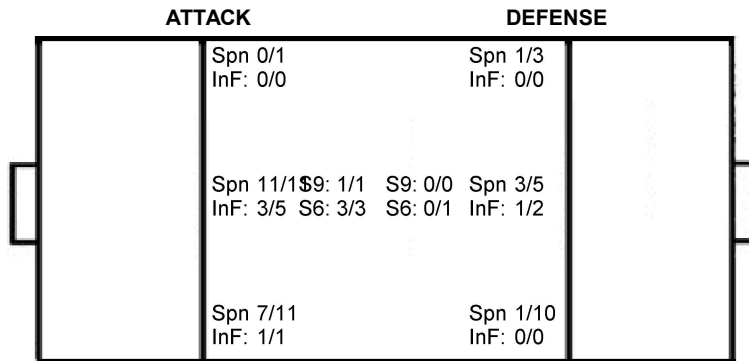 ATTACK DEFENSE
Spn 0/1 Spn 1/3
InF: 0/0 InF: 0/0
Spn 11/11 S9: 1/1 S9: 0/0 Spn 3/5
InF: 3/5 S6: 3/3 S6: 0/1 InF: 1/2
Spn 7/11 Spn 1/10
InF: 1/1 InF: 0/0